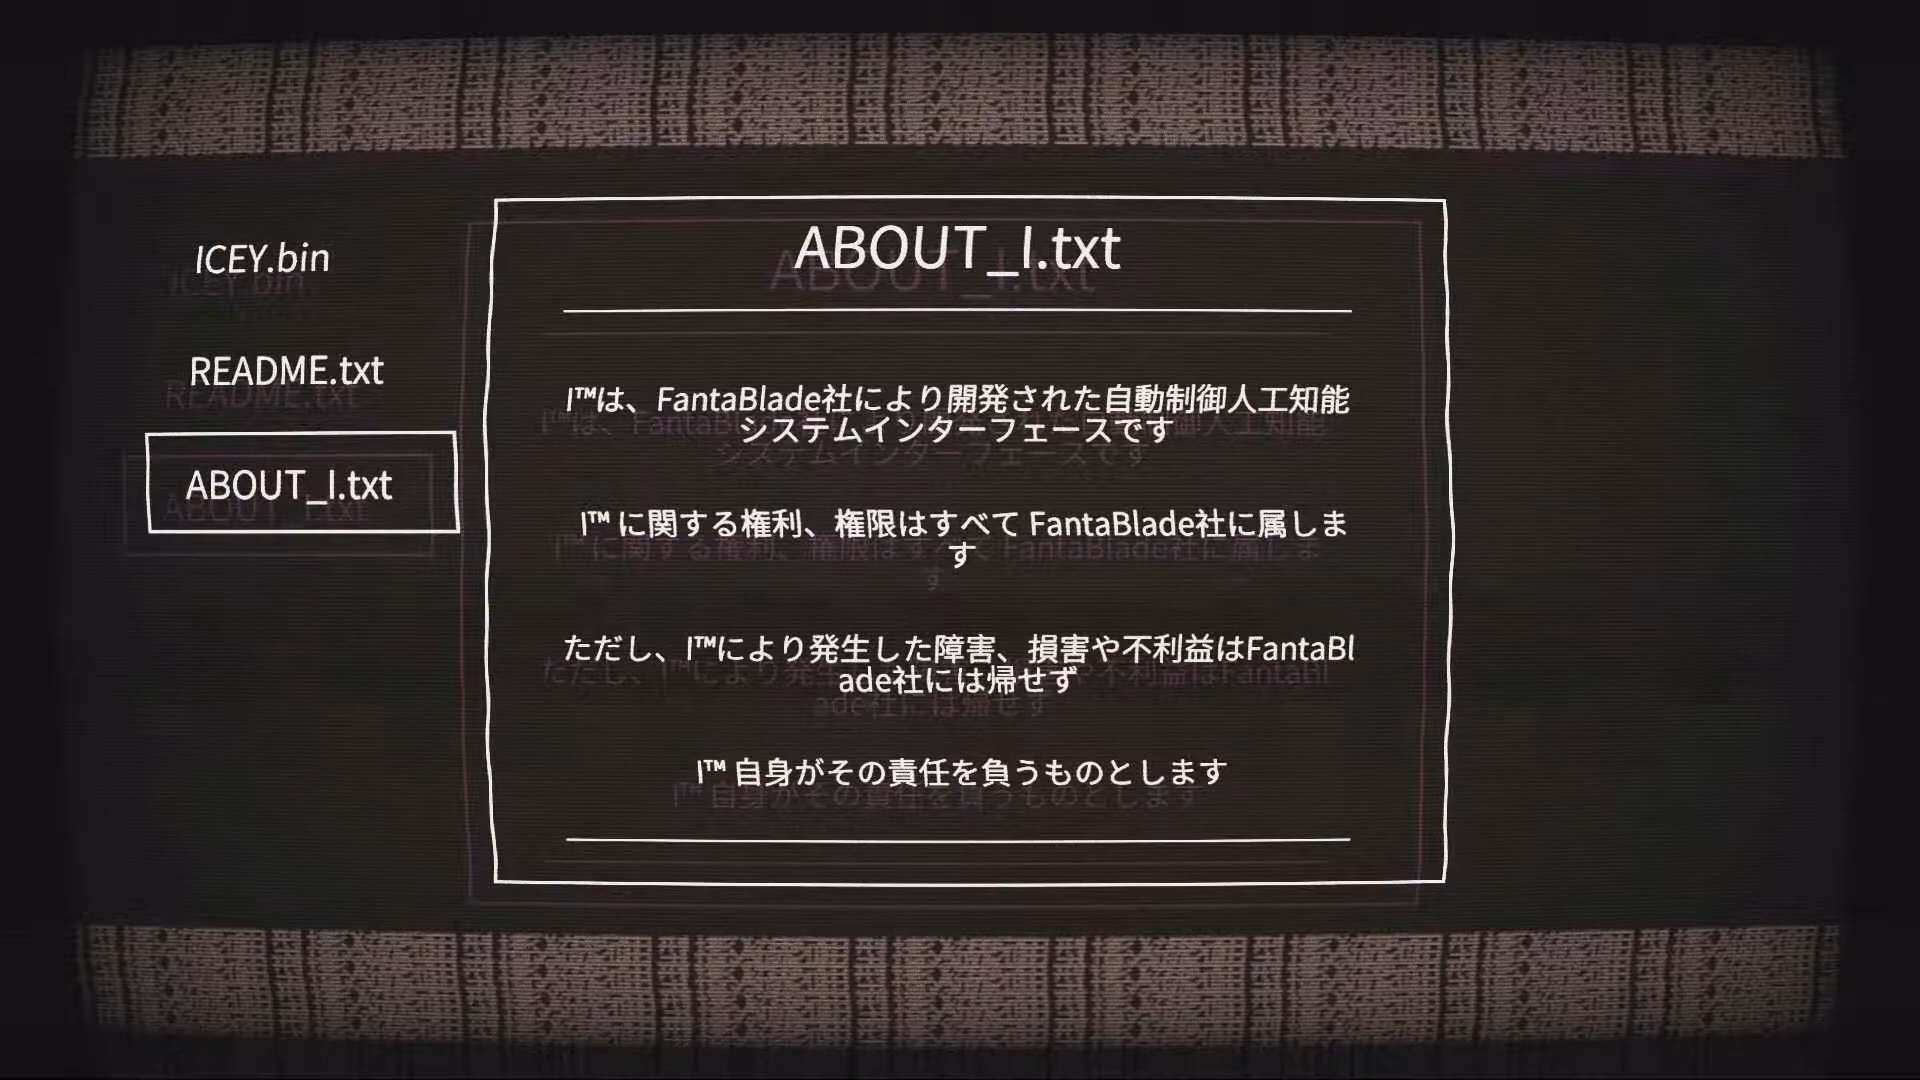 ICEY.bin
README.txt
ABOUT_I.txt
ABOUT_I.txt
I™は、FantaBlade社により開発された自動制御人工知能
システムインターフェースです
I™ に関する権利、権限はすべて FantaBlade社に属しま
す
ただし、I™により発生した障害、損害や不利益はFantaBl
ade社には帰せず
I™ 自身がその責任を負うものとします